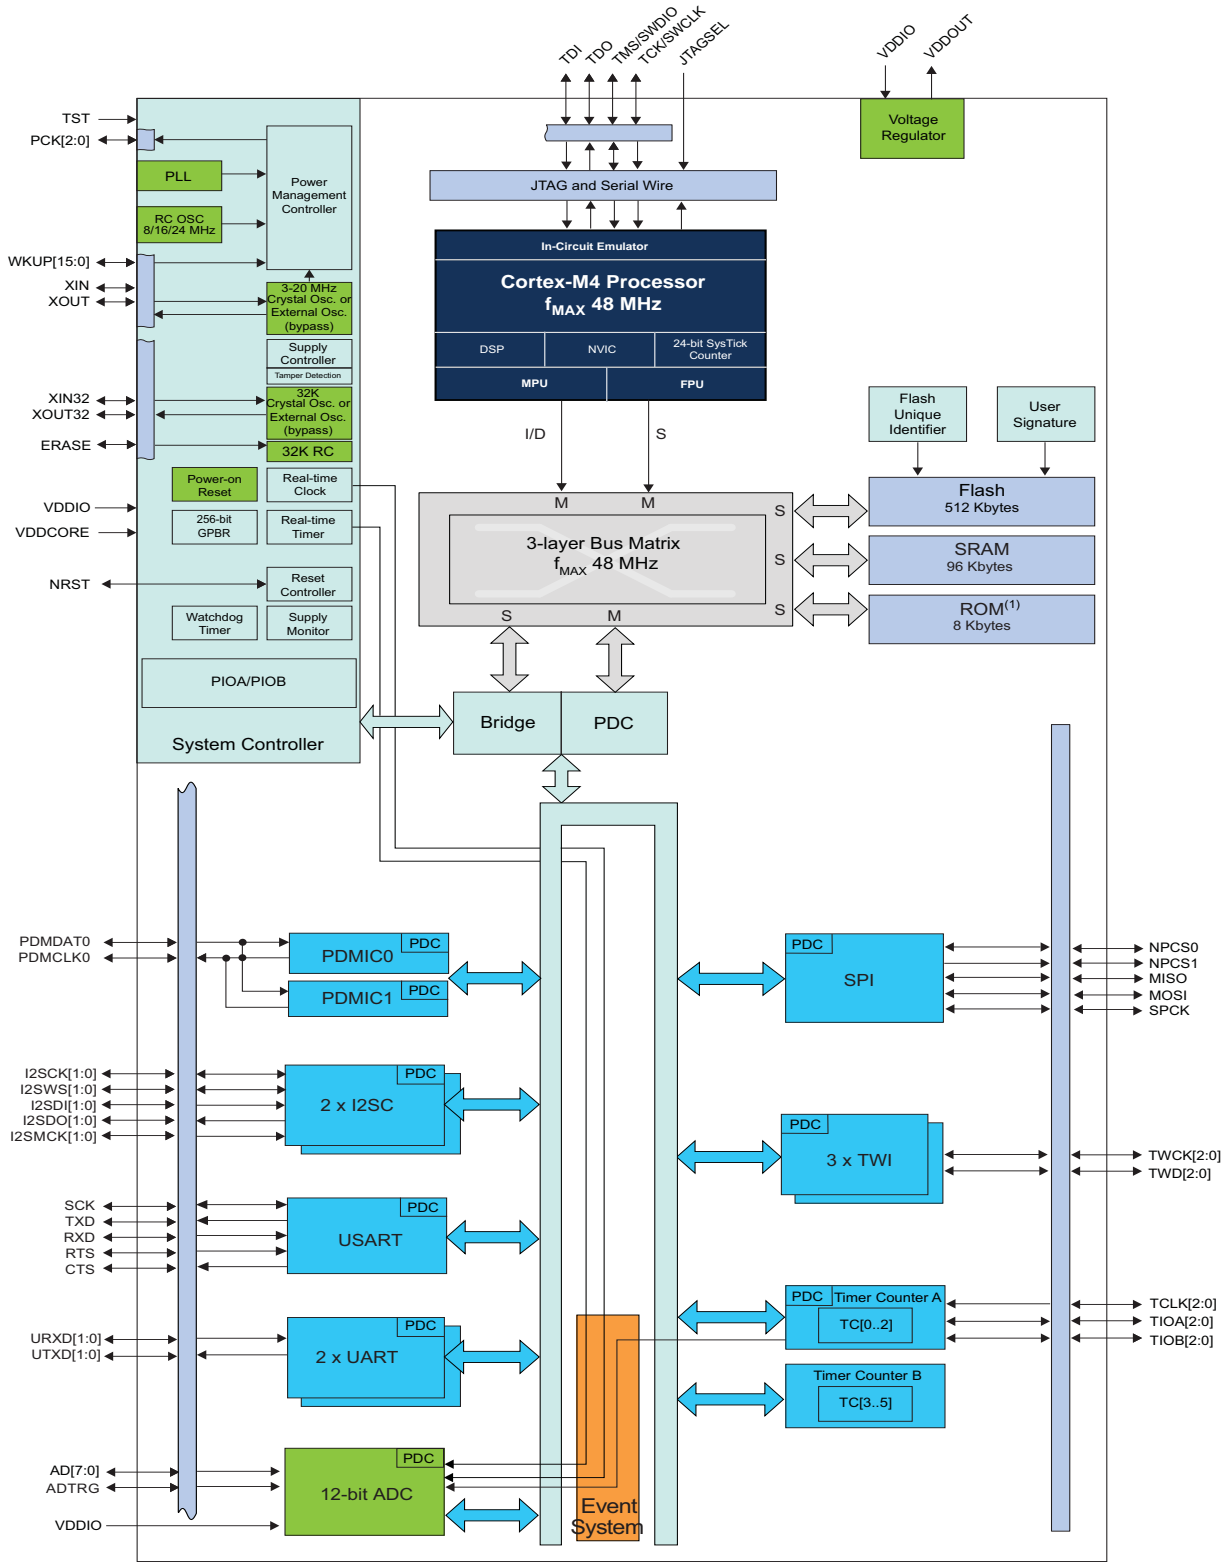 TDI
TDO
TMS/SWDIO
TCK/SWCLK
JTAGSEL
VDDIO
VDDOUT
TST
PCK[2:0]
PLL
RC OSC
8/16/24 MHz
Power
Management
Controller
Voltage
Regulator
JTAG and Serial Wire
In-Circuit Emulator
Cortex-M4 Processor
fMAX 48 MHz
DSP
NVIC
24-bit SysTick
Counter
MPU
FPU
WKUP[15:0]
XIN
XOUT
3-20 MHz
Crystal Osc. or
External Osc.
(bypass)
Supply
Controller
Tamper Detection
XIN32
XOUT32
32K
Crystal Osc. or
External Osc.
(bypass)
ERASE
32K RC
Power-on
Reset
Real-time
Clock
VDDIO
VDDCORE
256-bit
GPBR
Real-time
Timer
NRST
Reset
Controller
Watchdog
Timer
Supply
Monitor
PIOA/PIOB
System Controller
I/D
S
M
M
S
S
S
S
M
3-layer Bus Matrix
fMAX 48 MHz
Flash
Unique
Identifier
User
Signature
Flash
512 Kbytes
SRAM
96 Kbytes
ROM(1)
8 Kbytes
Bridge
PDC
PDMDAT0
PDMCLK0
PDC
PDMIC0
PDC
PDMIC1
I2SCK[1:0]
I2SWS[1:0]
I2SDI[1:0]
I2SDO[1:0]
I2SMCK[1:0]
PDC
2 x I2SC
SCK
TXD
RXD
RTS
CTS
PDC
USART
URXD[1:0]
UTXD[1:0]
2 x UART
AD[7:0]
ADTRG
VDDIO
PDC
12-bit ADC
Event
System
PDC
SPI
NPCS0
NPCS1
MISO
MOSI
SPCK
PDC
3 x TWI
TWCK[2:0]
TWD[2:0]
PDC
Timer Counter A
TC[0..2]
TCLK[2:0]
TIOA[2:0]
TIOB[2:0]
Timer Counter B
TC[3..5]